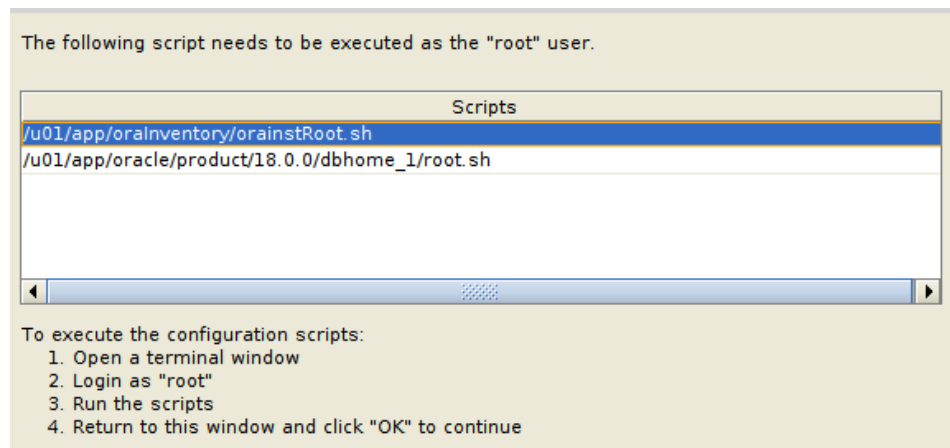 The following script needs to be executed as the "root" user.
Scripts
/u01/app/oraInventory/orainstRoot.sh
/u01/app/oracle/product/18.0.0/dbhome_1/root.sh
To execute the configuration scripts:
1. Open a terminal window
2. Login as "root"
3. Run the scripts
4. Return to this window and click "OK" to continue